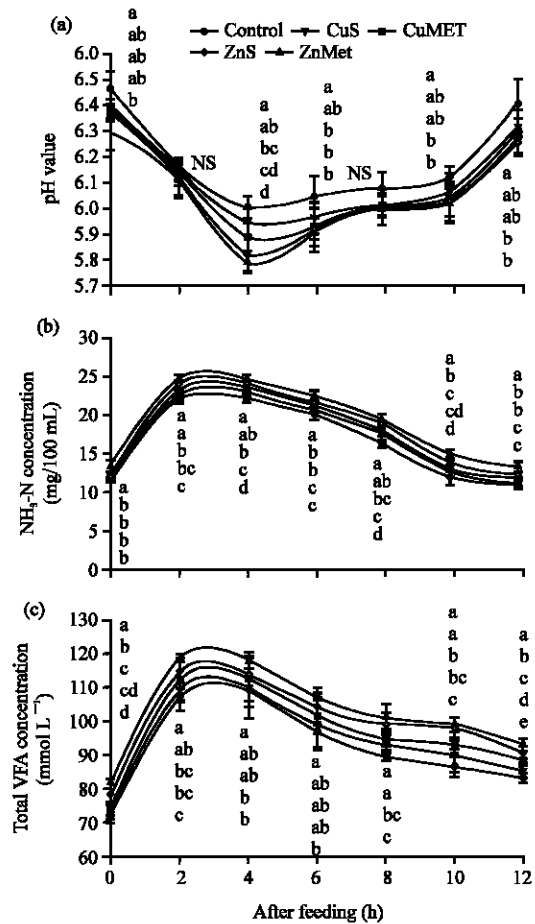 (a)
Control CuS CuMET
ZnS ZnMet
pH value
6.0
6.5
6.4
6.3
6.2
6.1
6.0
5.9
5.8
5.7
a
ab
ab
ab
b
NS
a
ab
bc
cd
d
a
ab
b
b
b
NS
a
ab
ab
b
b
a
ab
ab
b
b
(b)
NH₃-N concentration
(mg/100 mL)
30
25
20
15
10
5
0
a
b
b
b
b
a
a
b
bc
c
a
ab
b
c
d
a
b
b
c
c
a
ab
bc
c
d
a
b
c
cd
d
a
b
b
c
c
(c)
Total VFA concentration
(mmol L⁻¹)
130
120
110
100
90
80
70
60
a
b
c
cd
d
a
ab
bc
bc
c
a
ab
ab
b
b
a
ab
ab
ab
b
a
a
bc
c
a
a
b
bc
c
a
b
c
d
e
0 2 4 6 8 10 12
After feeding (h)